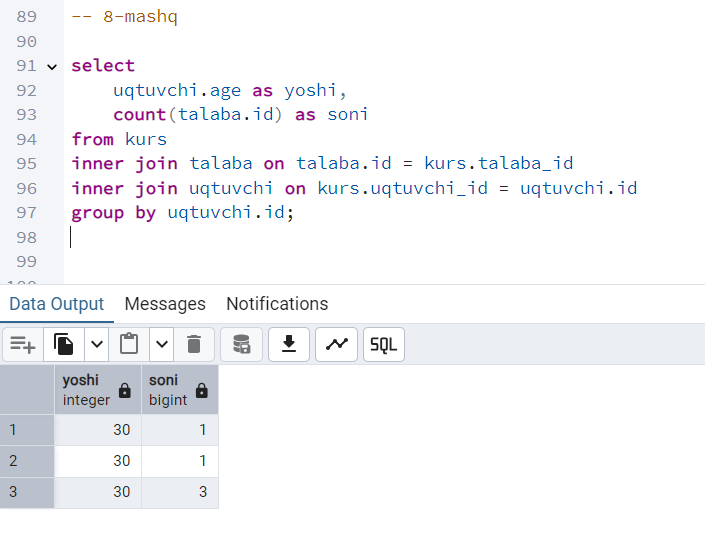 89 -- 8-mashq
90
91 select
92 uqtuvchi.age as yoshi,
93 count(talaba.id) as soni
94 from kurs
95 inner join talaba on talaba.id = kurs.talaba_id
96 inner join uqtuvchi on kurs.uqtuvchi_id = uqtuvchi.id
97 group by uqtuvchi.id;
98
99
Data Output Messages Notifications
SQL
yoshi soni
integer bigint
1 30 1
2 30 1
3 30 3